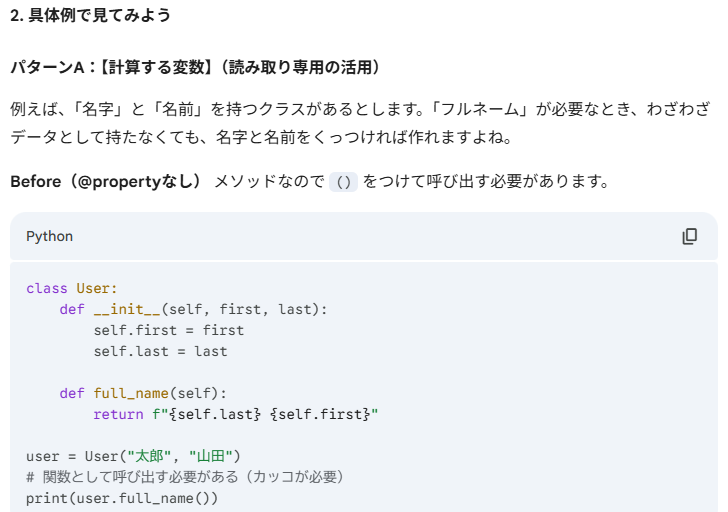 2. 具体例で見てみよう
パターンA：【計算する変数】（読み取り専用の活用）
例えば、「名字」と「名前」を持つクラスがあるとします。「フルネーム」が必要なとき、わざわざ
データとして持たなくても、名字と名前をくっつければ作れますよね。
Before（@propertyなし） メソッドなので () をつけて呼び出す必要があります。
Python
class User:
    def __init__(self, first, last):
        self.first = first
        self.last = last
    def full_name(self):
        return f"{self.last} {self.first}"
user = User("太郎", "山田")
# 関数として呼び出す必要がある（カッコが必要）
print(user.full_name())